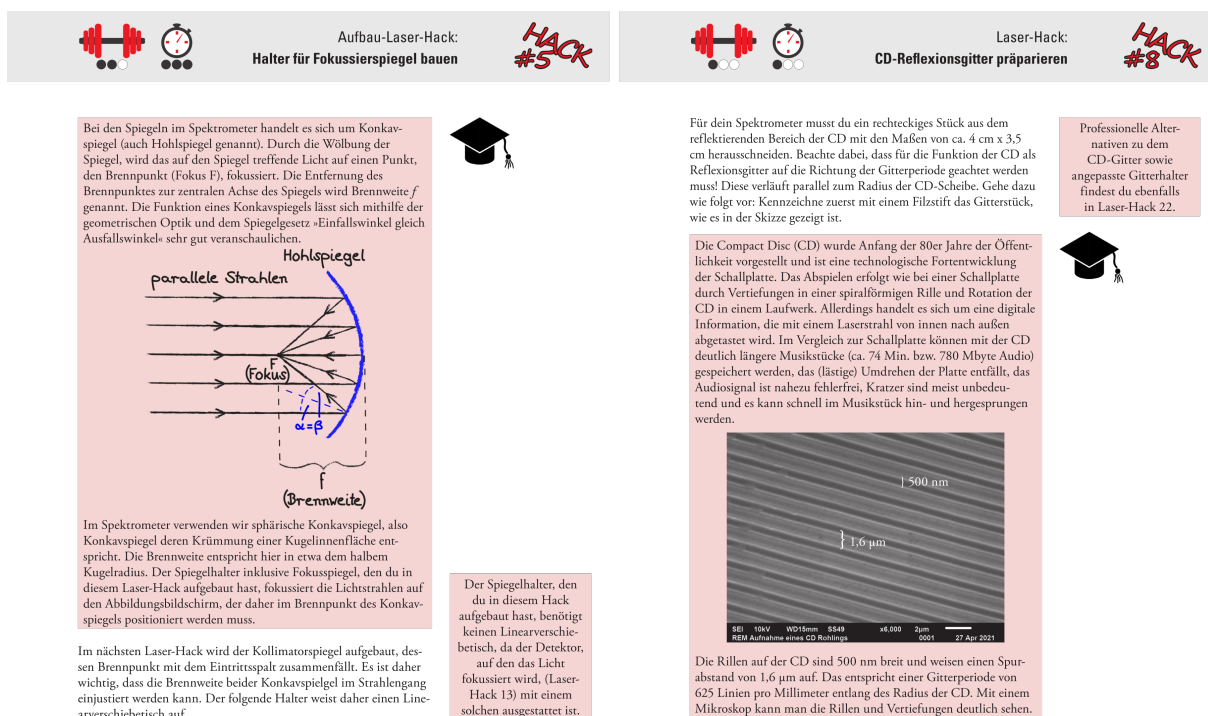 Aufbau-Laser-Hack:
Halter für Fokussierspiegel bauen
HACK
#5
Bei den Spiegeln im Spektrometer handelt es sich um Konkav-
spiegel (auch Hohlspiegel genannt). Durch die Wölbung der
Spiegel, wird das auf den Spiegel treffende Licht auf einen Punkt,
den Brennpunkt (Fokus F), fokussiert. Die Entfernung des
Brennpunktes zur zentralen Achse des Spiegels wird Brennweite f
genannt. Die Funktion eines Konkavspiegels lässt sich mithilfe der
geometrischen Optik und dem Spiegelgesetz »Einfallswinkel gleich
Ausfallswinkel« sehr gut veranschaulichen.
Hohlspiegel
parallele Strahlen
F
(Fokus)
α=β
f
(Brennweite)
Im Spektrometer verwenden wir sphärische Konkavspiegel, also
Konkavspiegel deren Krümmung einer Kugelinnenfläche ent-
spricht. Die Brennweite entspricht hier in etwa dem halbem
Kugelradius. Der Spiegelhalter inklusive Fokusspiegel, den du in
diesem Laser-Hack aufgebaut hast, fokussiert die Lichtstrahlen auf
den Abbildungsbildschirm, der daher im Brennpunkt des Konkav-
spiegels positioniert werden muss.
Im nächsten Laser-Hack wird der Kollimatorspiegel aufgebaut, des-
sen Brennpunkt mit dem Eintrittsspalt zusammenfällt. Es ist daher
wichtig, dass die Brennweite beider Konkavspielgel im Strahlengang
einjustiert werden kann. Der folgende Halter weist daher einen Line-
arverschiebetisch auf.
Der Spiegelhalter, den
du in diesem Hack
aufgebaut hast, benötigt
keinen Linearverschie-
betisch, da der Detektor,
auf den das Licht
fokussiert wird, (Laser-
Hack 13) mit einem
solchen ausgestattet ist.
Laser-Hack:
CD-Reflexionsgitter präparieren
HACK
#8
Für dein Spektrometer musst du ein rechteckiges Stück aus dem
reflektierenden Bereich der CD mit den Maßen von ca. 4 cm x 3,5
cm herausschneiden. Beachte dabei, dass für die Funktion der CD als
Reflexionsgitter auf die Richtung der Gitterperiode geachtet werden
muss! Diese verläuft parallel zum Radius der CD-Scheibe. Gehe dazu
wie folgt vor: Kennzeichne zuerst mit einem Filzstift das Gitterstück,
wie es in der Skizze gezeigt ist.
Professionelle Alter-
nativen zu dem
CD-Gitter sowie
angepasste Gitterhalter
findest du ebenfalls
in Laser-Hack 22.
Die Compact Disc (CD) wurde Anfang der 80er Jahre der Öffent-
lichkeit vorgestellt und ist eine technologische Fortentwicklung
der Schallplatte. Das Abspielen erfolgt wie bei einer Schallplatte
durch Vertiefungen in einer spiralförmigen Rille und Rotation der
CD in einem Laufwerk. Allerdings handelt es sich um eine digitale
Information, die mit einem Laserstrahl von innen nach außen
abgetastet wird. Im Vergleich zur Schallplatte können mit der CD
deutlich längere Musikstücke (ca. 74 Min. bzw. 780 Mbyte Audio)
gespeichert werden, das (lästige) Umdrehen der Platte entfällt, das
Audiosignal ist nahezu fehlerfrei, Kratzer sind meist unbedeu-
tend und es kann schnell im Musikstück hin- und hergesprungen
werden.
500 nm
1,6 µm
SEI 10kV WD15mm SS49 x6,000 2µm
REM Aufnahme eines CD Rohlings 0001 27 Apr 2021
Die Rillen auf der CD sind 500 nm breit und weisen einen Spur-
abstand von 1,6 µm auf. Das entspricht einer Gitterperiode von
625 Linien pro Millimeter entlang des Radius der CD. Mit einem
Mikroskop kann man die Rillen und Vertiefungen deutlich sehen.